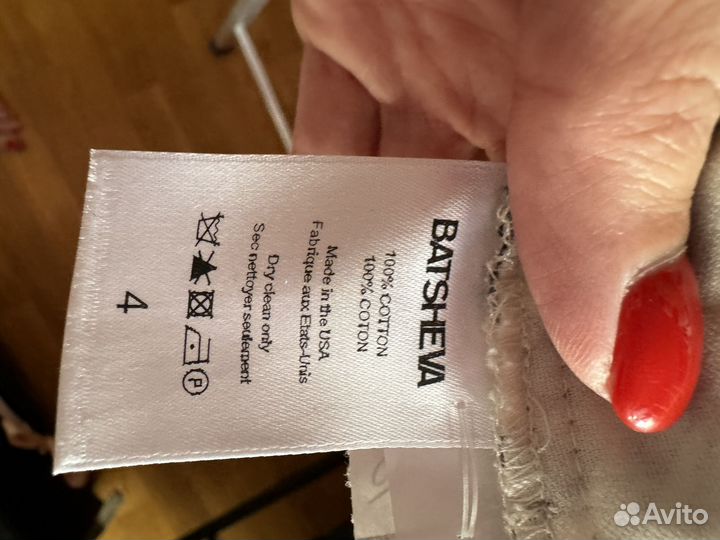 BATSHEVA
100% COTTON
100% COTON
Made in the USA
Fabrique aux Etats-Unis
Dry clean only
Sec nettoyer seulement
P
4
Avito